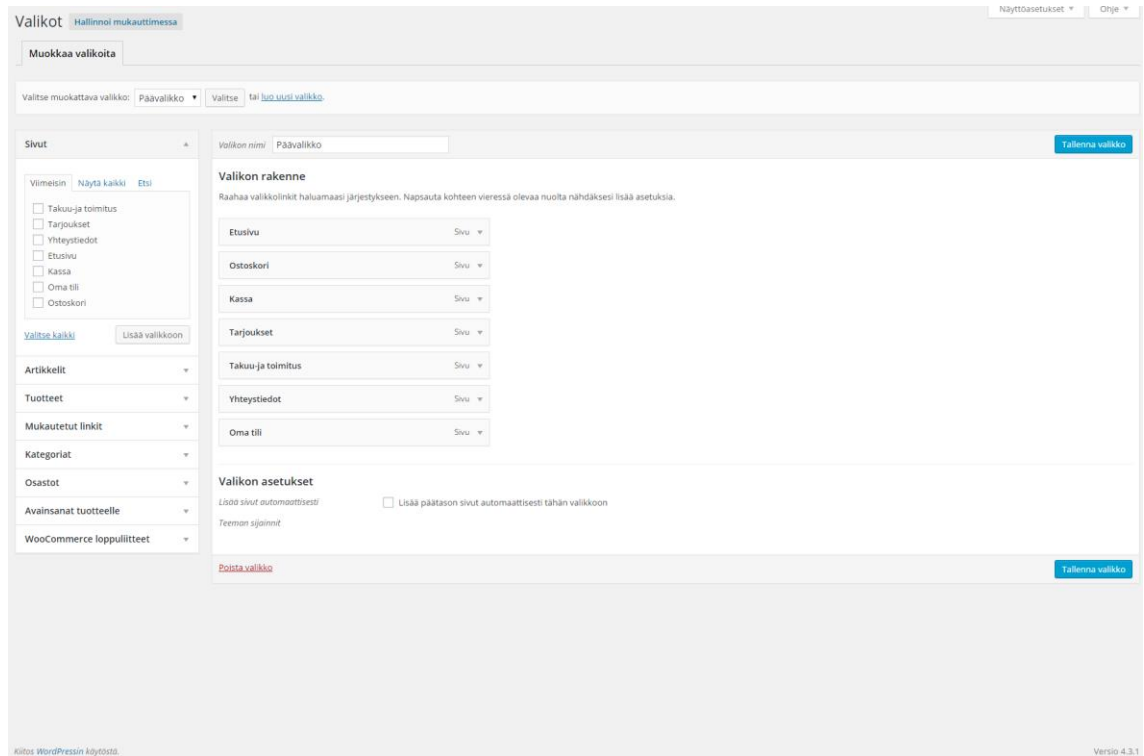 Näyttöasetukset Ohje
Valikot Hallinnoi mukauttimessa
Muokkaa valikoita
Valitse muokattava valikko: Päävalikko Valitse tai luo uusi valikko.
Sivut
Viimeisin Näytä kaikki Etsi
Takuu-ja toimitus
Tarjoukset
Yhteystiedot
Etusivu
Kassa
Oma tili
Ostoskori
Valitse kaikki Lisää valikkoon
Artikkelit
Tuotteet
Mukautetut linkit
Kategoriat
Osastot
Avainsanat tuotteelle
WooCommerce loppuliitteet
Valikon nimi Päävalikko Tallenna valikko
Valikon rakenne
Raahaa valikkolinkit haluamaasi järjestykseen. Napsauta kohteen vieressä olevaa nuolta nähdäksesi lisää asetuksia.
Etusivu Sivu
Ostoskori Sivu
Kassa Sivu
Tarjoukset Sivu
Takuu-ja toimitus Sivu
Yhteystiedot Sivu
Oma tili Sivu
Valikon asetukset
Lisää sivut automaattisesti Lisää päätason sivut automaattisesti tähän valikkoon
Teeman sijainnit
Poista valikko Tallenna valikko
Kiitos WordPressin käytöstä. Versio 4.3.1